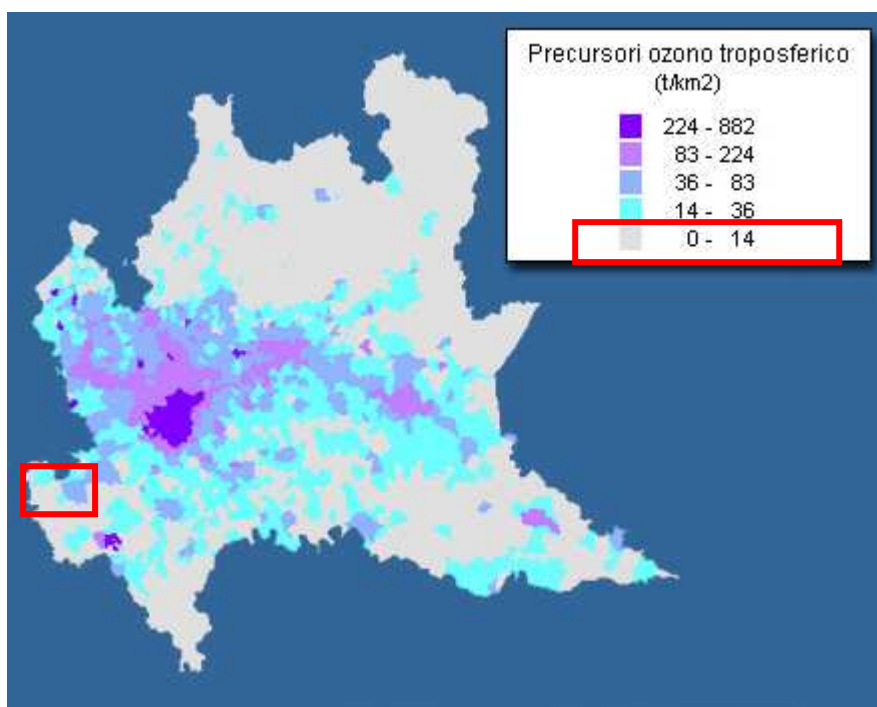 Precursori ozono troposferico
(t/km2)
224 - 882
83 - 224
36 - 83
14 - 36
0 - 14